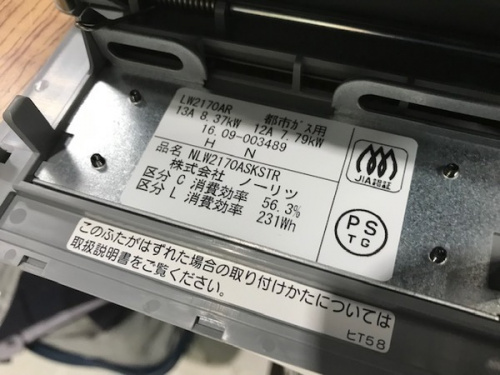 LW2170AR 都市ガス用
13A 8.37kW 12A 7.79kW
16.09-003489
H N
品名 NLW2170ASKSTR
株式会社 ノーリツ
区分 C 消費効率 56.3%
区分 L 消費効率 231Wh
JIA認証
PS
TG
このふたがはずれた場合の取り付けかたについては
取扱説明書をご覧ください。
ヒT58